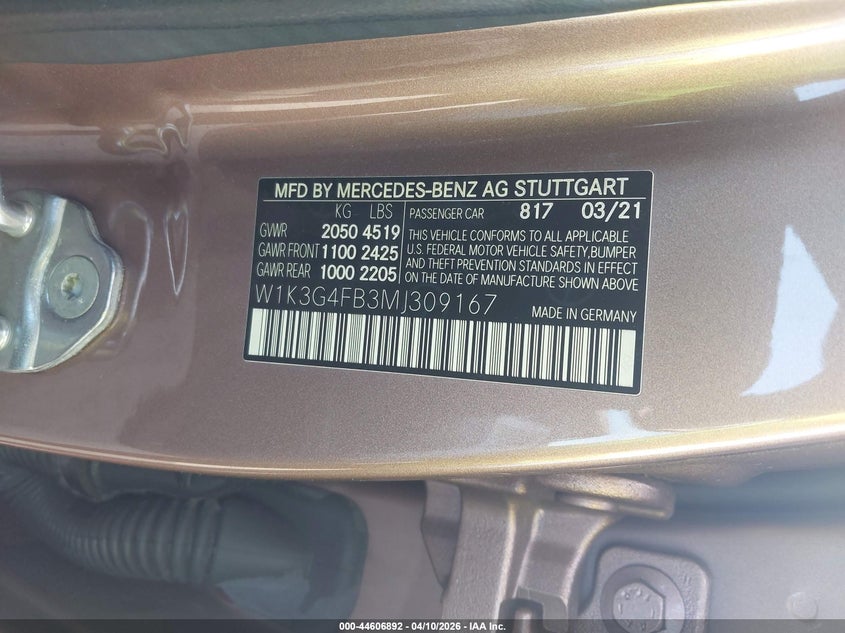 MFD BY MERCEDES-BENZ AG STUTTGART
KG LBS
GVWR 2050 4519
GAWR FRONT 1100 2425
GAWR REAR 1000 2205
PASSENGER CAR 817 03/21
THIS VEHICLE CONFORMS TO ALL APPLICABLE
U.S. FEDERAL MOTOR VEHICLE SAFETY,BUMPER
AND THEFT PREVENTION STANDARDS IN EFFECT
ON THE DATE OF MANUFACTURE SHOWN ABOVE
W1K3G4FB3MJ309167
MADE IN GERMANY
000-44606892 - 04/10/2026 - IAA Inc.